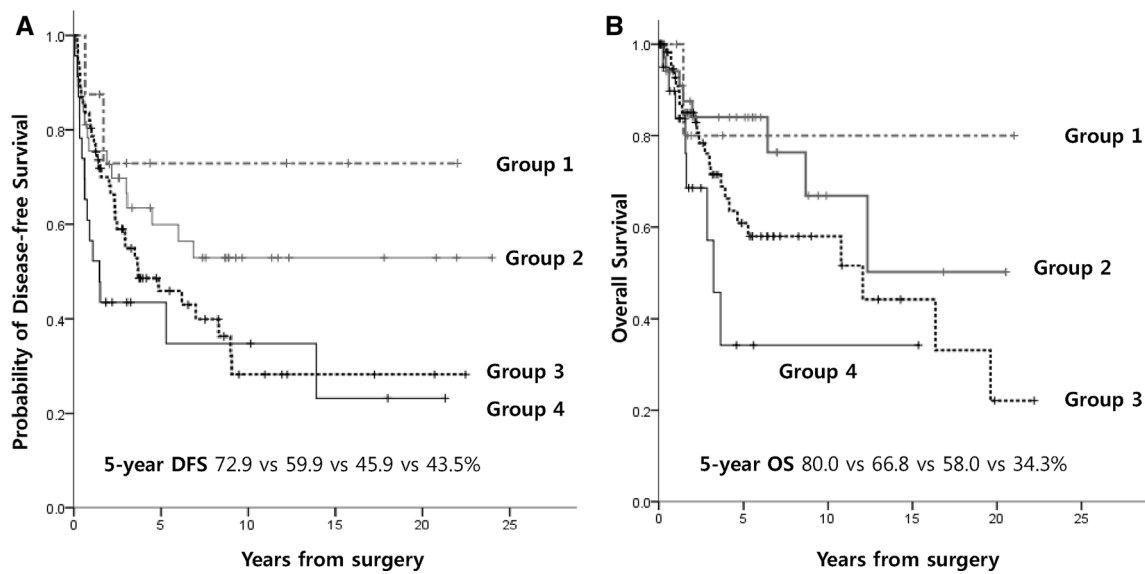 A
Probability of Disease-free Survival
1.0
0.8
0.6
0.4
0.2
0.0
0
5
10
15
20
25
Group 1
Group 2
Group 3
Group 4
5-year DFS 72.9 vs 59.9 vs 45.9 vs 43.5%
Years from surgery
B
Overall Survival
1.0
0.8
0.6
0.4
0.2
0.0
0
5
10
15
20
25
Group 1
Group 2
Group 4
Group 3
5-year OS 80.0 vs 66.8 vs 58.0 vs 34.3%
Years from surgery